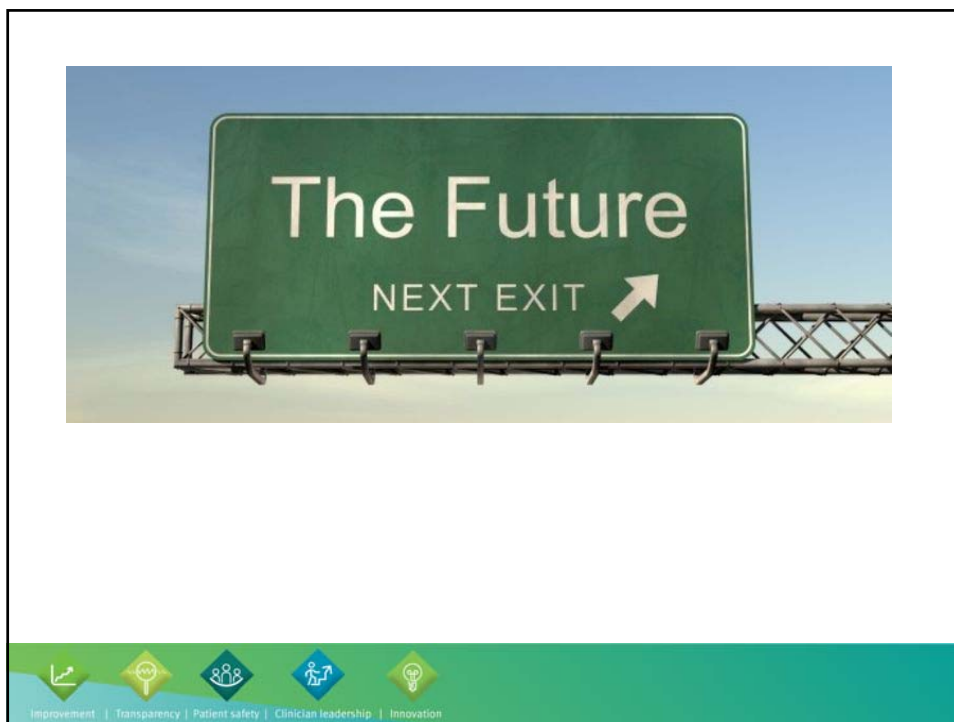 The Future
NEXT EXIT
Improvement | Transparency | Patient safety | Clinician leadership | Innovation